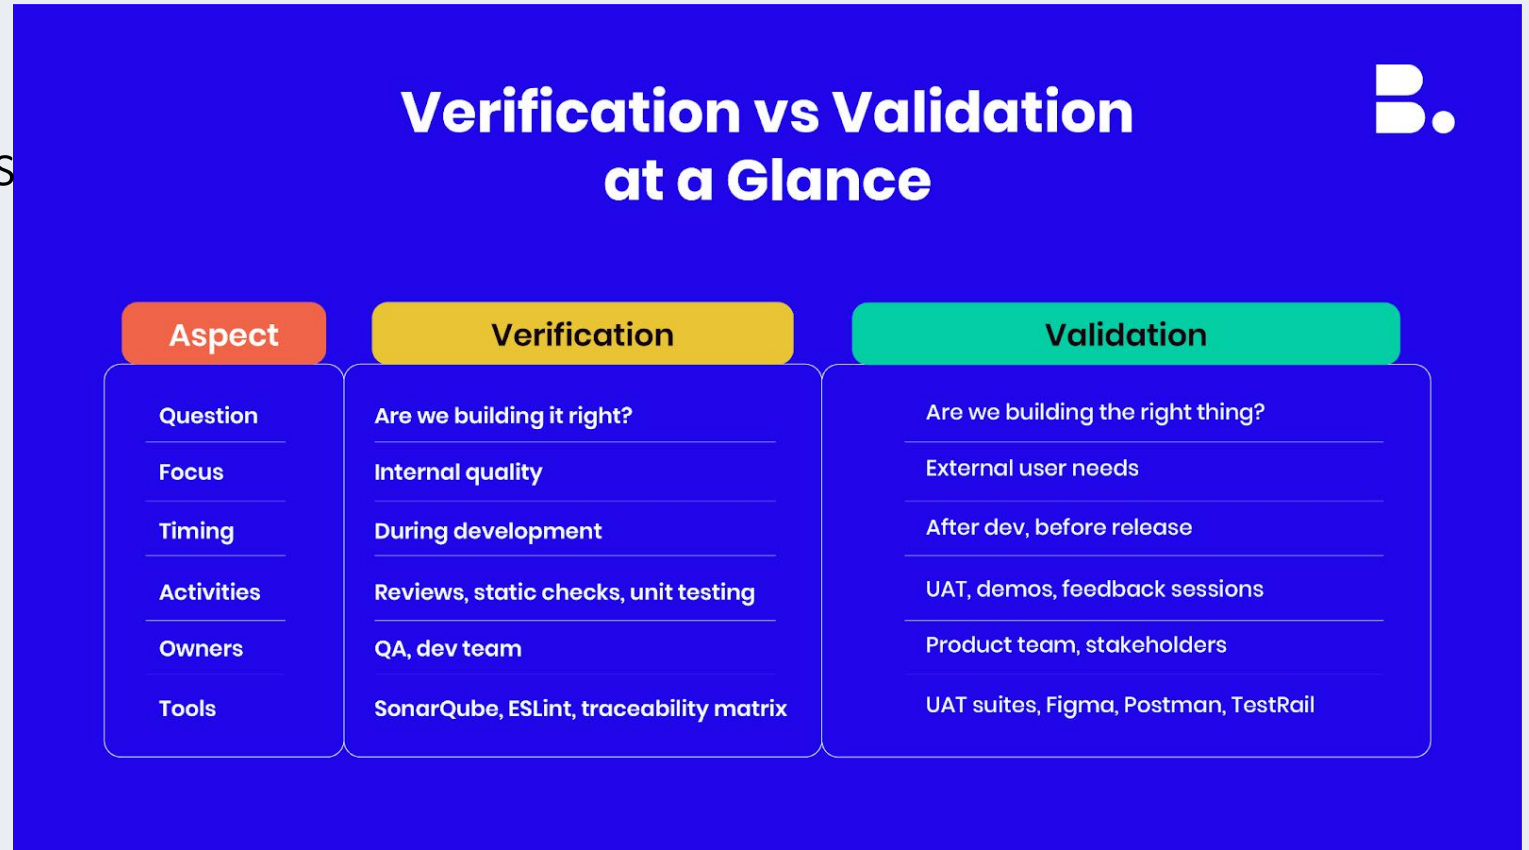 Verification vs Validation
at a Glance
B.
S
Aspect Verification Validation
Question Are we building it right? Are we building the right thing?
Focus Internal quality External user needs
Timing During development After dev, before release
Activities Reviews, static checks, unit testing UAT, demos, feedback sessions
Owners QA, dev team Product team, stakeholders
Tools SonarQube, ESLint, traceability matrix UAT suites, Figma, Postman, TestRail